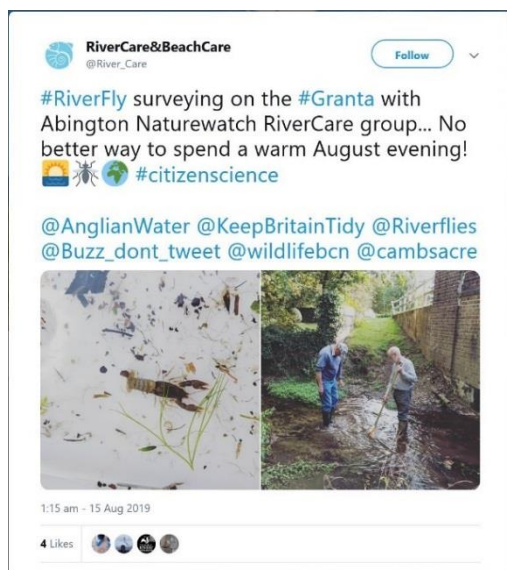 RiverCare&BeachCare
@River_Care
Follow
#RiverFly surveying on the #Granta with
Abington Naturewatch RiverCare group... No
better way to spend a warm August evening!
🌅🦟🌍 #citizenscience
@AnglianWater @KeepBritainTidy @Riverflies
@Buzz_dont_tweet @wildlifebcn @cambsacre
1:15 am - 15 Aug 2019
4 Likes